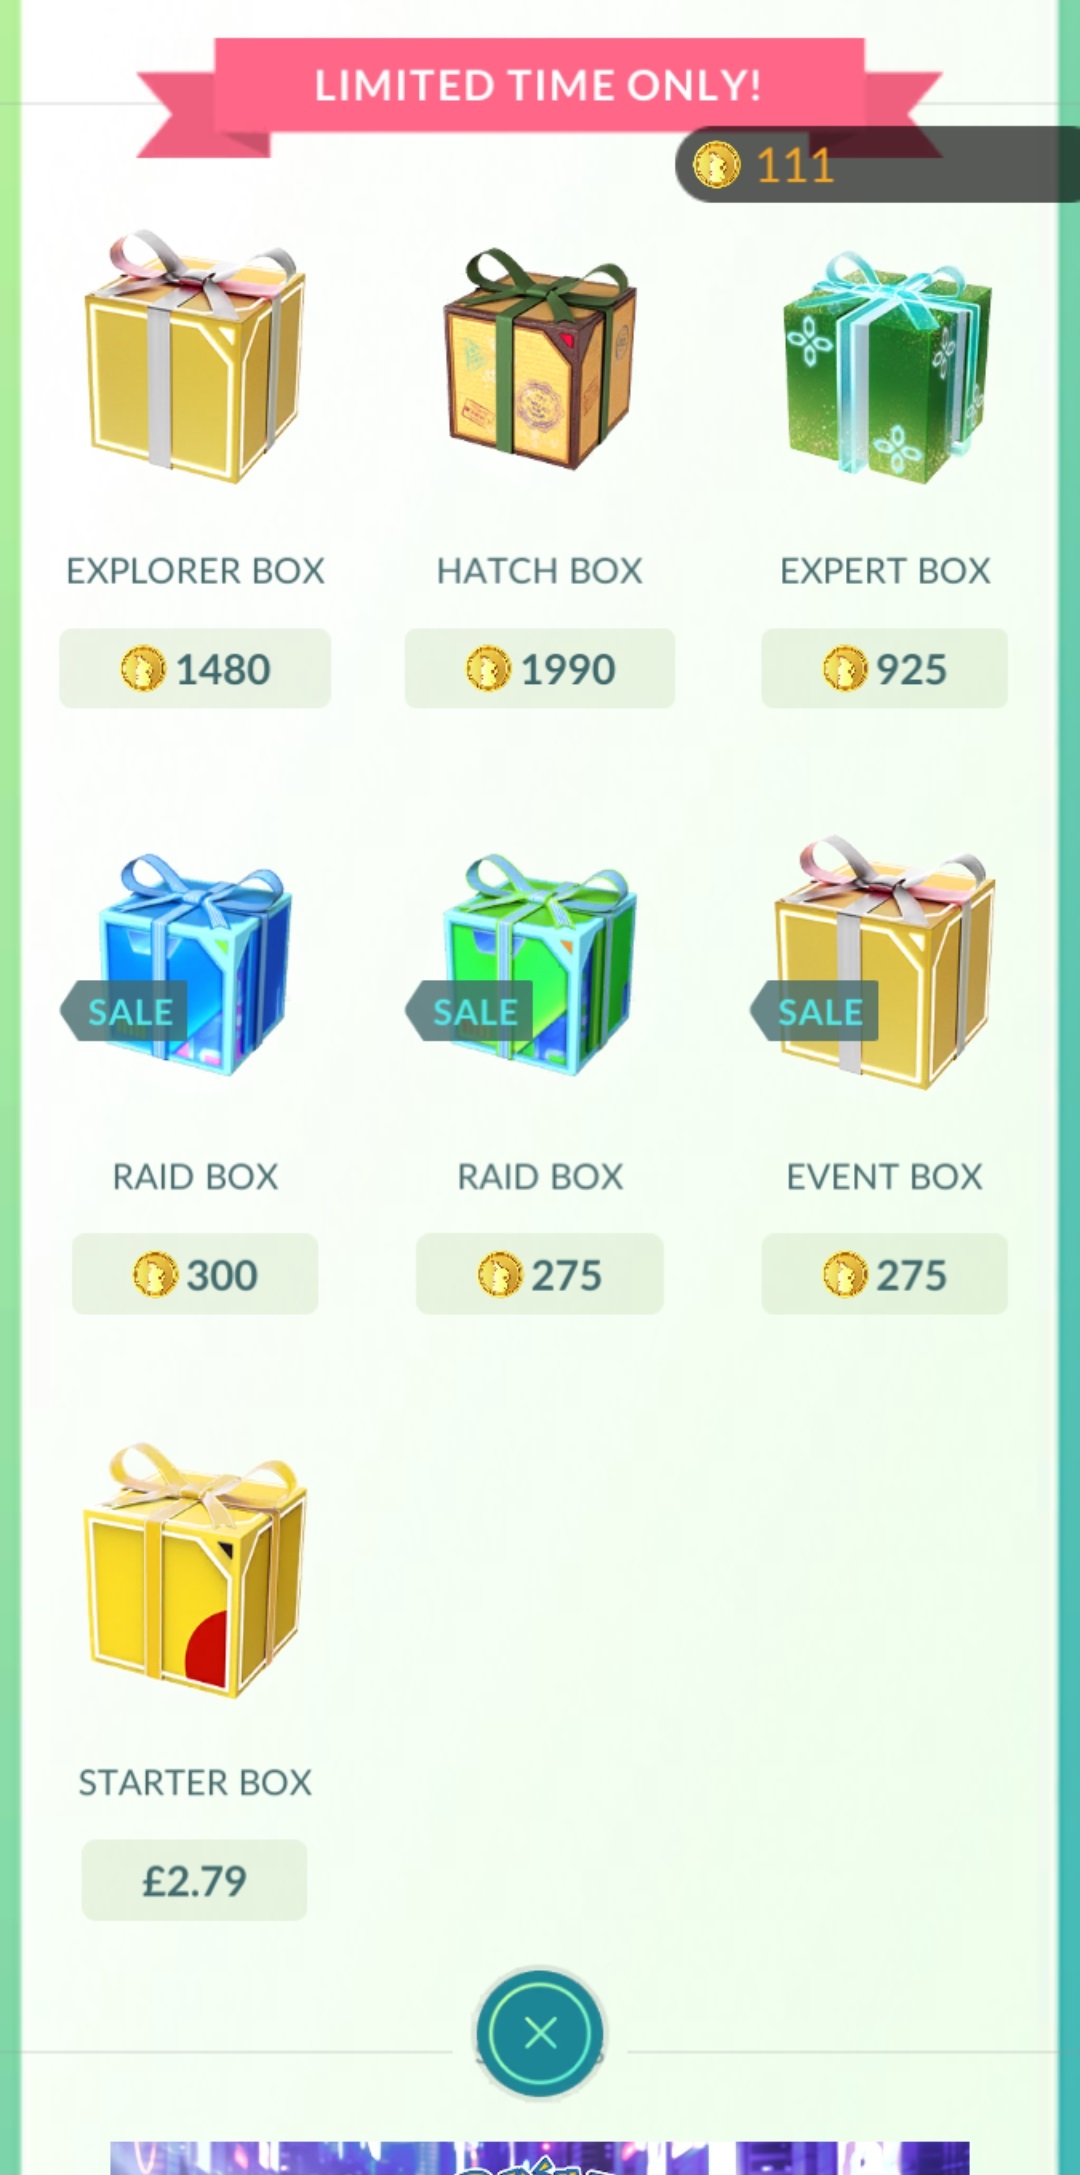 LIMITED TIME ONLY!
111
EXPLORER BOX
HATCH BOX
EXPERT BOX
1480
1990
925
SALE
SALE
SALE
RAID BOX
RAID BOX
EVENT BOX
300
275
275
STARTER BOX
£2.79